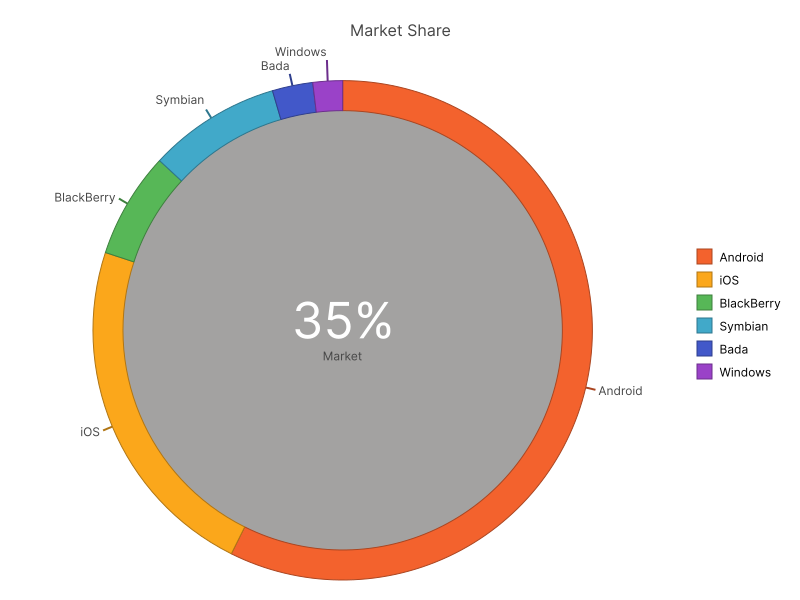 Market Share
Windows
Bada
Symbian
BlackBerry
iOS
Android
35%
Market
Android
iOS
BlackBerry
Symbian
Bada
Windows